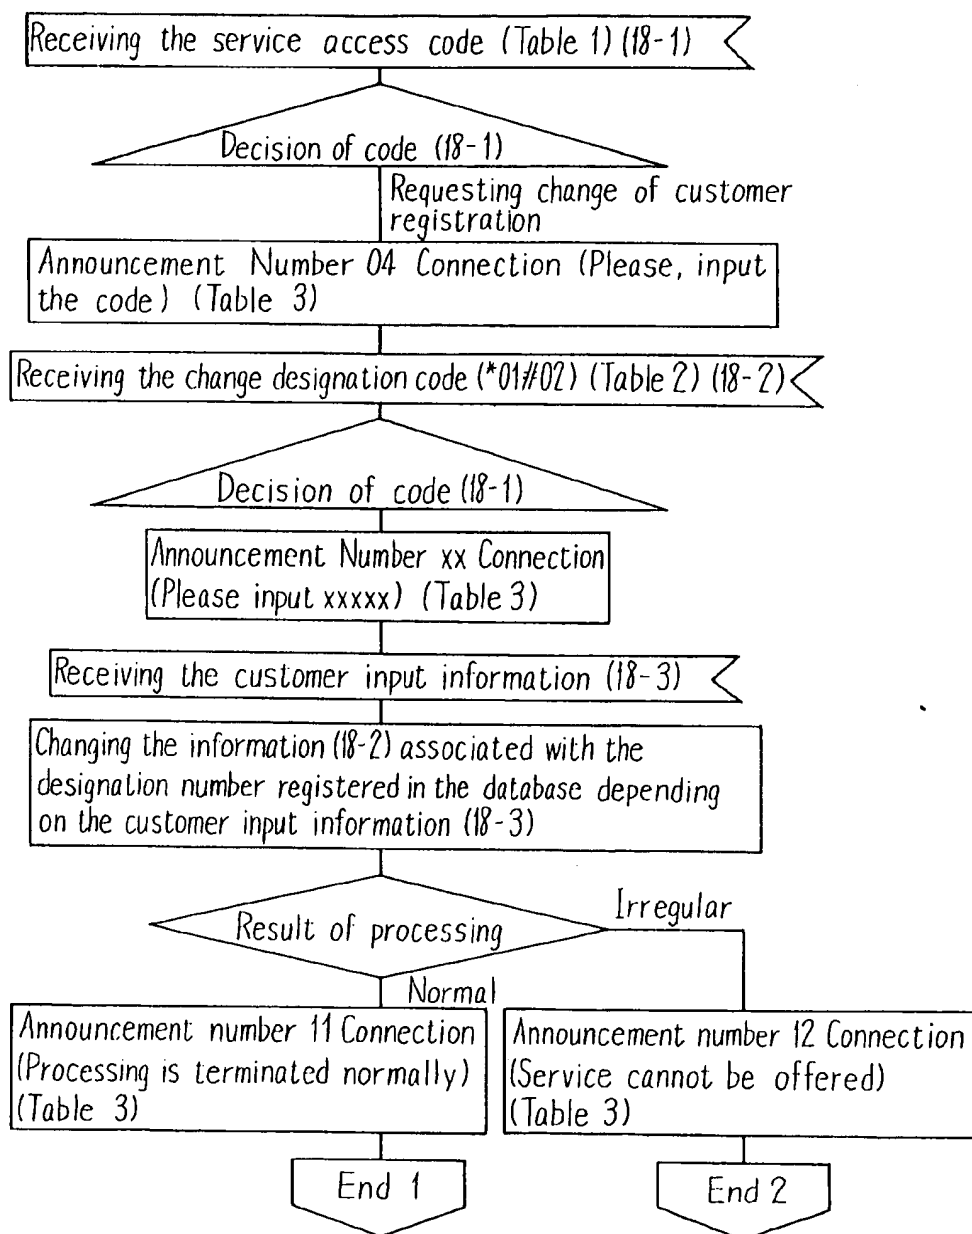 Receiving the service access code (Table 1) (18-1)
Decision of code (18-1)
Requesting change of customer
registration
Announcement Number 04 Connection (Please, input
the code) (Table 3)
Receiving the change designation code (*01#02) (Table 2) (18-2)
Decision of code (18-1)
Announcement Number xx Connection
(Please input xxxxx) (Table 3)
Receiving the customer input information (18-3)
Changing the information (18-2) associated with the
designation number registered in the database depending
on the customer input information (18-3)
Result of processing
Irregular
Normal
Announcement number 11 Connection
(Processing is terminated normally)
(Table 3)
Announcement number 12 Connection
(Service cannot be offered)
(Table 3)
End 1
End 2